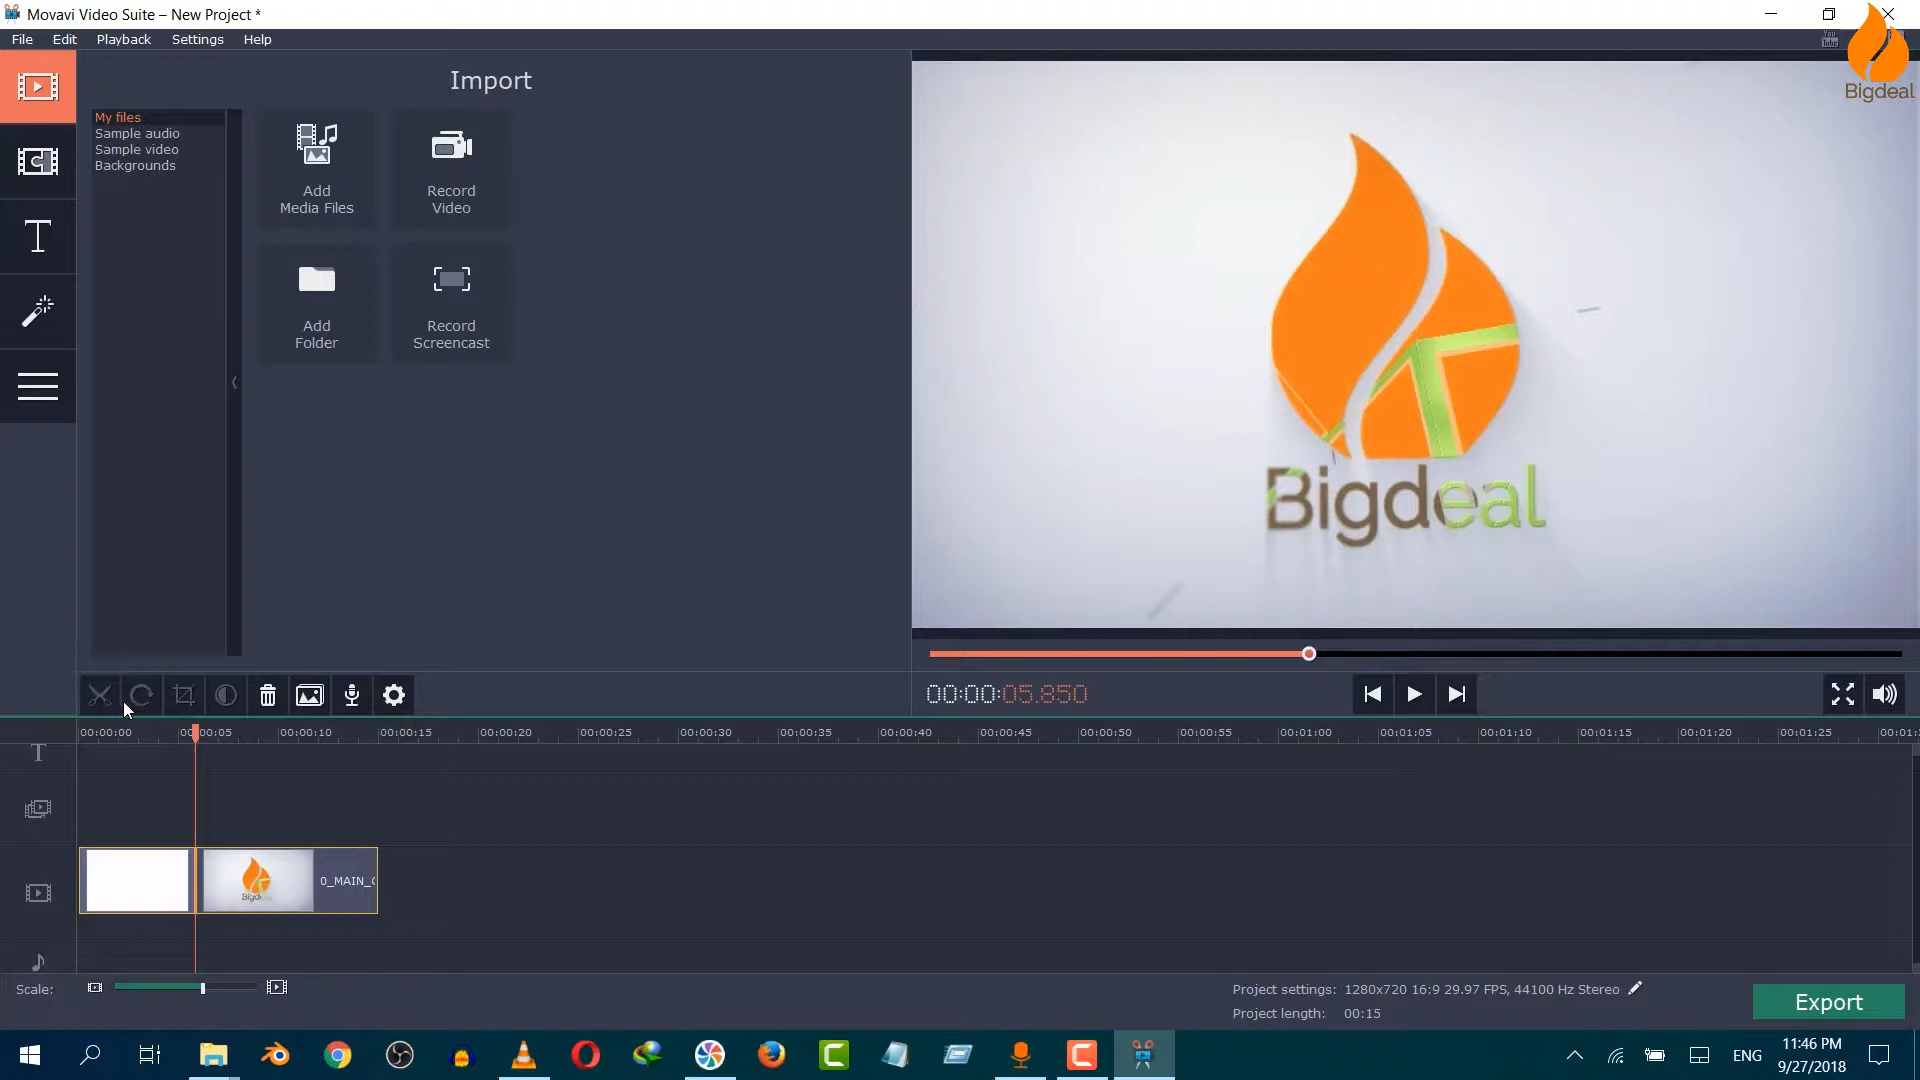 Movavi Video Suite – New Project *
File Edit Playback Settings Help
You
Tube
Bigdeal
Import
My files
Sample audio
Sample video
Backgrounds
Add
Media Files
Record
Video
Add
Folder
Record
Screencast
Bigdeal
00:00:05.850
00:00:00 00:00:05 00:00:10 00:00:15 00:00:20 00:00:25 00:00:30 00:00:35 00:00:40 00:00:45 00:00:50 00:00:55 00:01:00 00:01:05 00:01:10 00:01:15 00:01:20 00:01:25 00:01:
T
Bigdeal
0_MAIN_
Scale:
Project settings: 1280x720 16:9 29.97 FPS, 44100 Hz Stereo
Project length: 00:15
Export
ENG
11:46 PM
9/27/2018